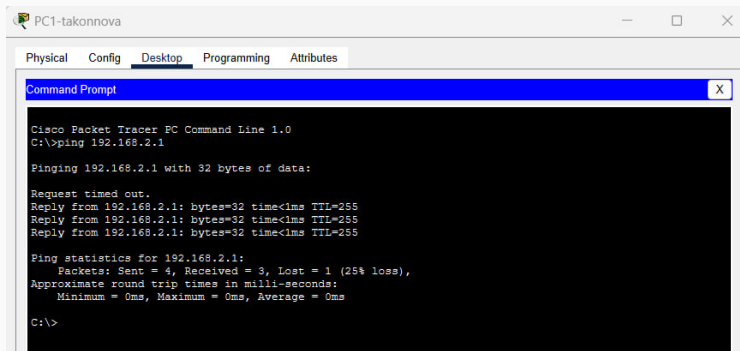 PC1-takonnova
Physical Config Desktop Programming Attributes
Command Prompt
X
Cisco Packet Tracer PC Command Line 1.0
C:\>ping 192.168.2.1
Pinging 192.168.2.1 with 32 bytes of data:
Request timed out.
Reply from 192.168.2.1: bytes=32 time<1ms TTL=255
Reply from 192.168.2.1: bytes=32 time<1ms TTL=255
Reply from 192.168.2.1: bytes=32 time<1ms TTL=255
Ping statistics for 192.168.2.1:
Packets: Sent = 4, Received = 3, Lost = 1 (25% loss),
Approximate round trip times in milli-seconds:
Minimum = 0ms, Maximum = 0ms, Average = 0ms
C:\>